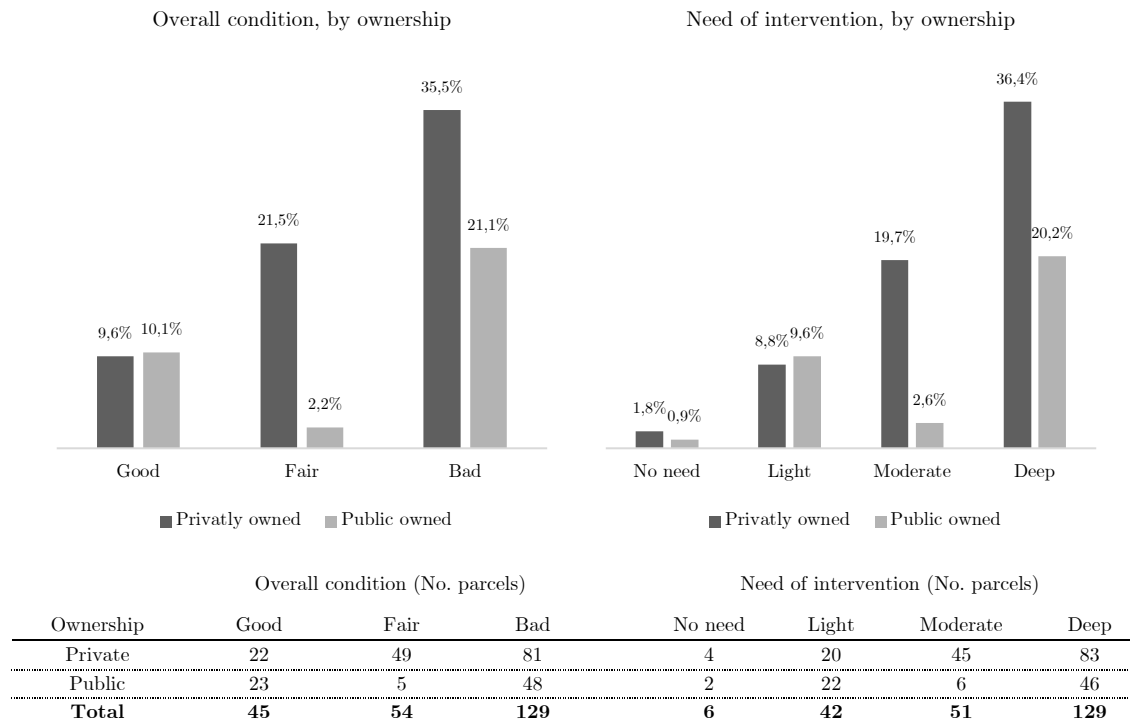 Overall condition, by ownership
35,5%
21,5%
21,1%
9,6% 10,1%
2,2%
Good Fair Bad
Privatly owned Public owned
Need of intervention, by ownership
36,4%
19,7% 20,2%
8,8% 9,6%
1,8% 0,9% 2,6%
No need Light Moderate Deep
Privatly owned Public owned
Overall condition (No. parcels) Need of intervention (No. parcels)
Ownership Good Fair Bad No need Light Moderate Deep
Private 22 49 81 4 20 45 83
Public 23 5 48 2 22 6 46
Total 45 54 129 6 42 51 129